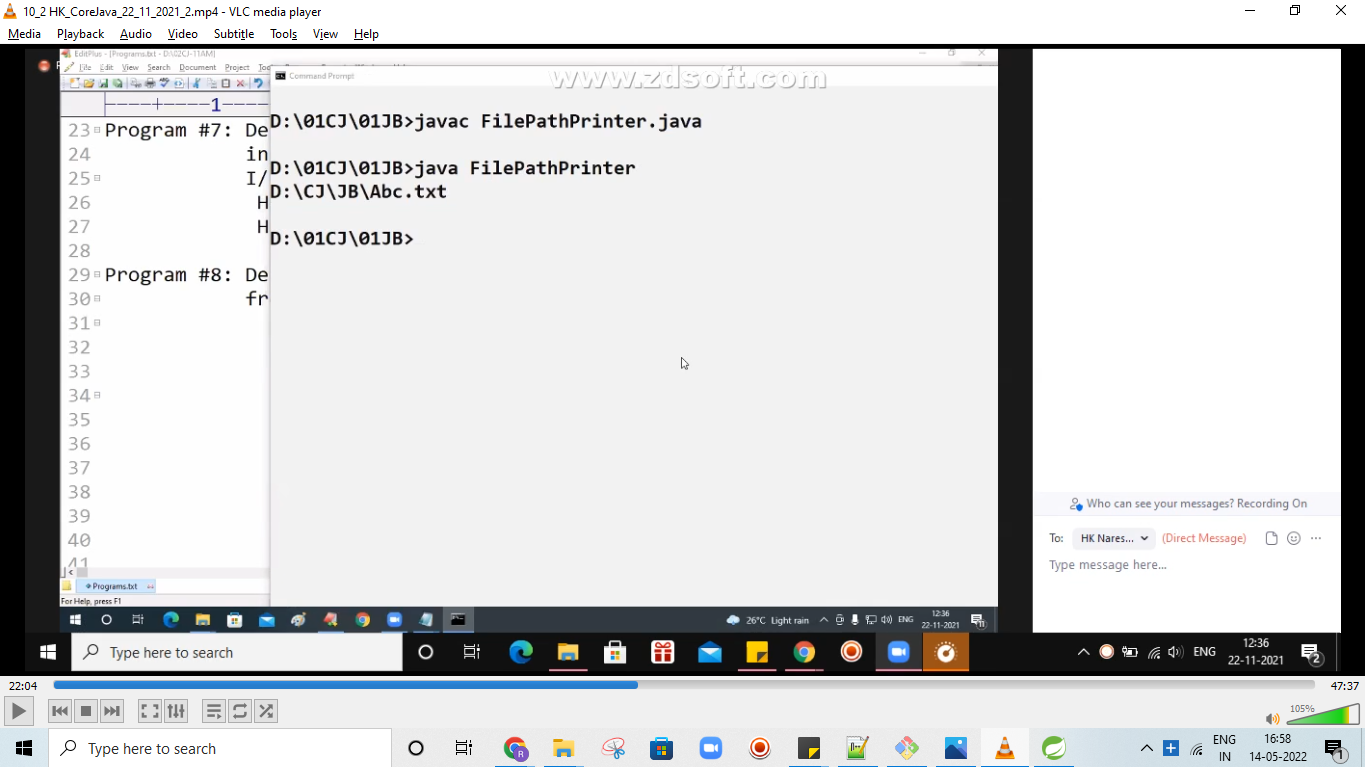 10_2 HK_CoreJava_22_11_2021_2.mp4 - VLC media player
Media Playback Audio Video Subtitle Tools View Help
EditPlus - [Programs.txt - D:\02CJ-11AM]
File Edit View Search Document Project
Command Prompt
www.zdsoft.com
----+----1----
D:\01CJ\01JB>javac FilePathPrinter.java
23 Program #7: De
24 in
D:\01CJ\01JB>java FilePathPrinter
25 I/
D:\CJ\JB\Abc.txt
26 H
27 H
D:\01CJ\01JB>
28
29 Program #8: De
30 fr
31
32
33
34
35
36
37
38
39
40
41
Programs.txt
For Help, press F1
Who can see your messages? Recording On
To: HK Nares... (Direct Message)
Type message here...
26°C Light rain ENG 12:36
22-11-2021
Type here to search
ENG 12:36
22-11-2021 2
22:04 47:37
105%
Type here to search
R
ENG
IN
16:58
14-05-2022
1